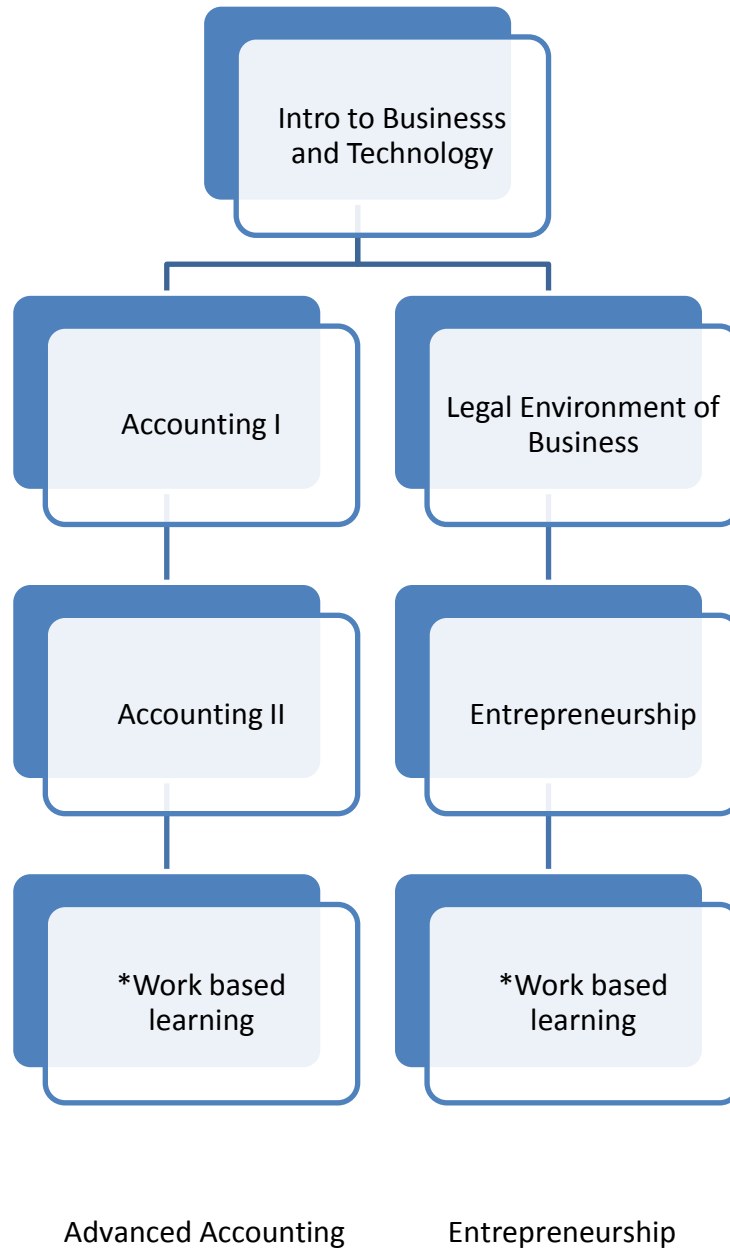 Intro to Businesss
and Technology
Accounting I
Legal Environment of
Business
Accounting II
Entrepreneurship
*Work based
learning
*Work based
learning
Advanced Accounting
Entrepreneurship